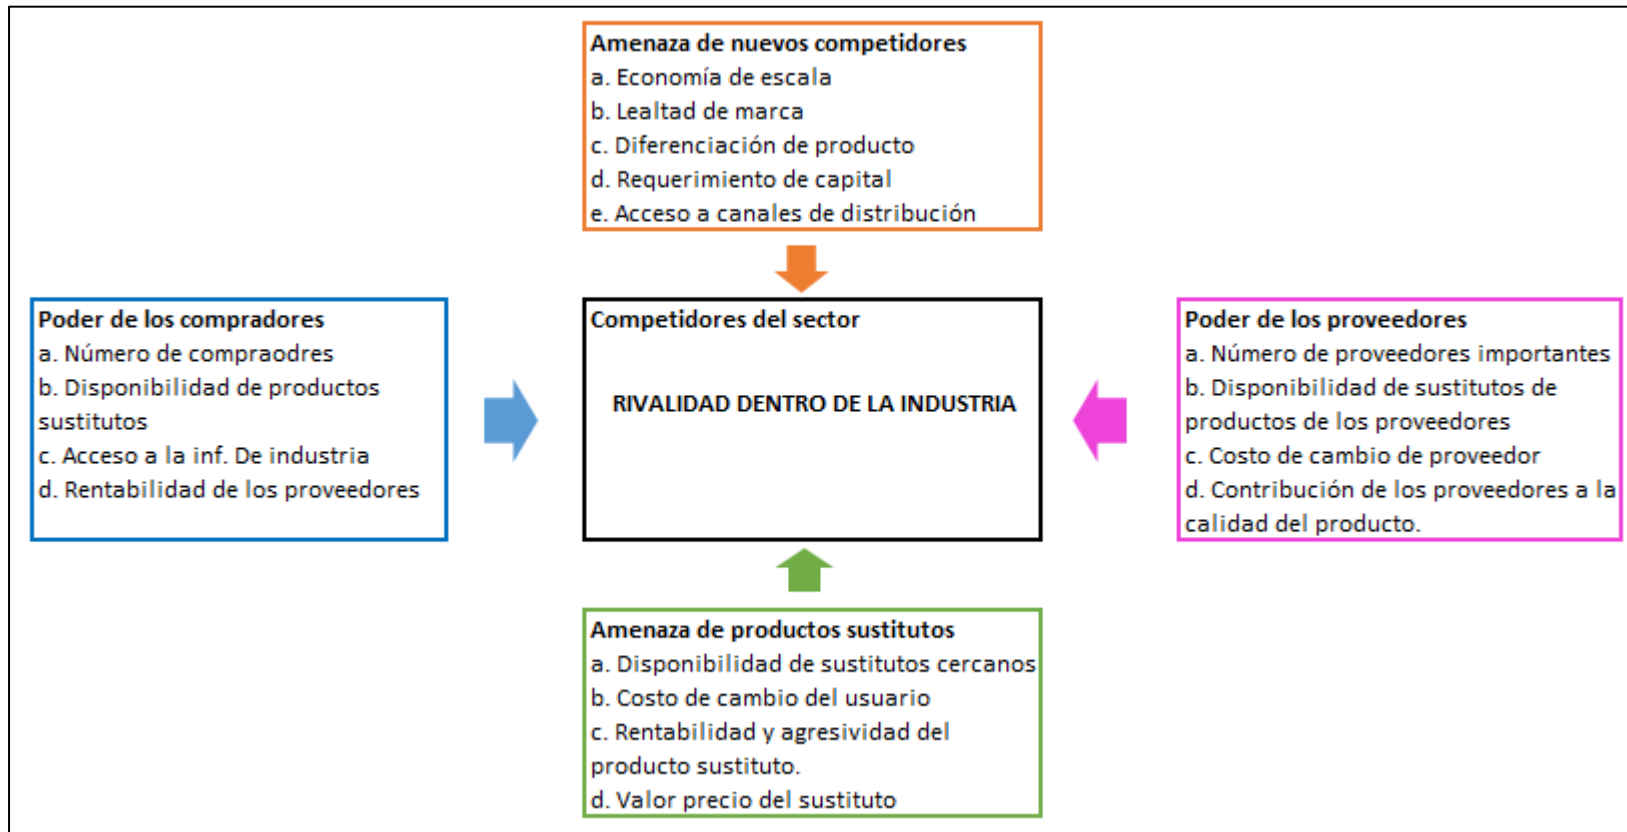 Amenaza de nuevos competidores
a. Economía de escala
b. Lealtad de marca
c. Diferenciación de producto
d. Requerimiento de capital
e. Acceso a canales de distribución
Poder de los compradores
a. Número de compraodres
b. Disponibilidad de productos
sustitutos
c. Acceso a la inf. De industria
d. Rentabilidad de los proveedores
Competidores del sector
RIVALIDAD DENTRO DE LA INDUSTRIA
Poder de los proveedores
a. Número de proveedores importantes
b. Disponibilidad de sustitutos de
productos de los proveedores
c. Costo de cambio de proveedor
d. Contribución de los proveedores a la
calidad del producto.
Amenaza de productos sustitutos
a. Disponibilidad de sustitutos cercanos
b. Costo de cambio del usuario
c. Rentabilidad y agresividad del
producto sustituto.
d. Valor precio del sustituto